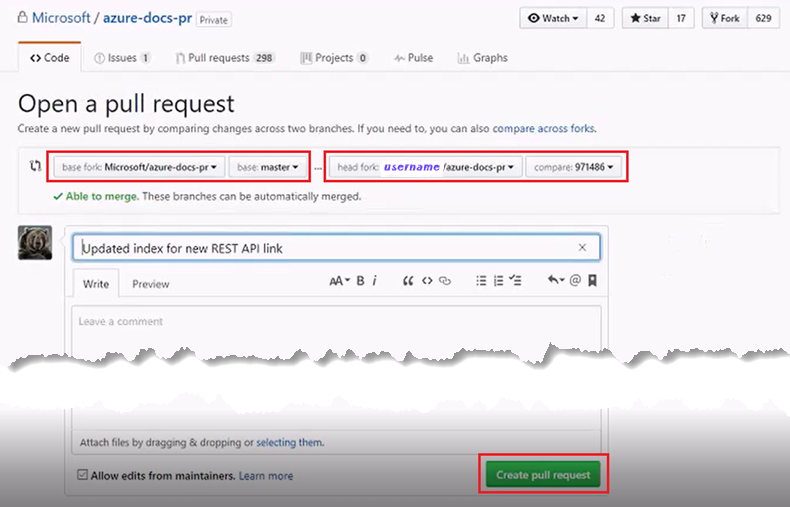 Microsoft / azure-docs-pr Private
Watch 42 Star 17 Fork 629
<> Code Issues 1 Pull requests 298 Projects 0 Pulse Graphs
Open a pull request
Create a new pull request by comparing changes across two branches. If you need to, you can also compare across forks.
base fork: Microsoft/azure-docs-pr base: master ... head fork: username /azure-docs-pr compare: 971486
Able to merge. These branches can be automatically merged.
Updated index for new REST API link
Write Preview AA B i “ <> @
Leave a comment
Attach files by dragging & dropping or selecting them.
Allow edits from maintainers. Learn more Create pull request